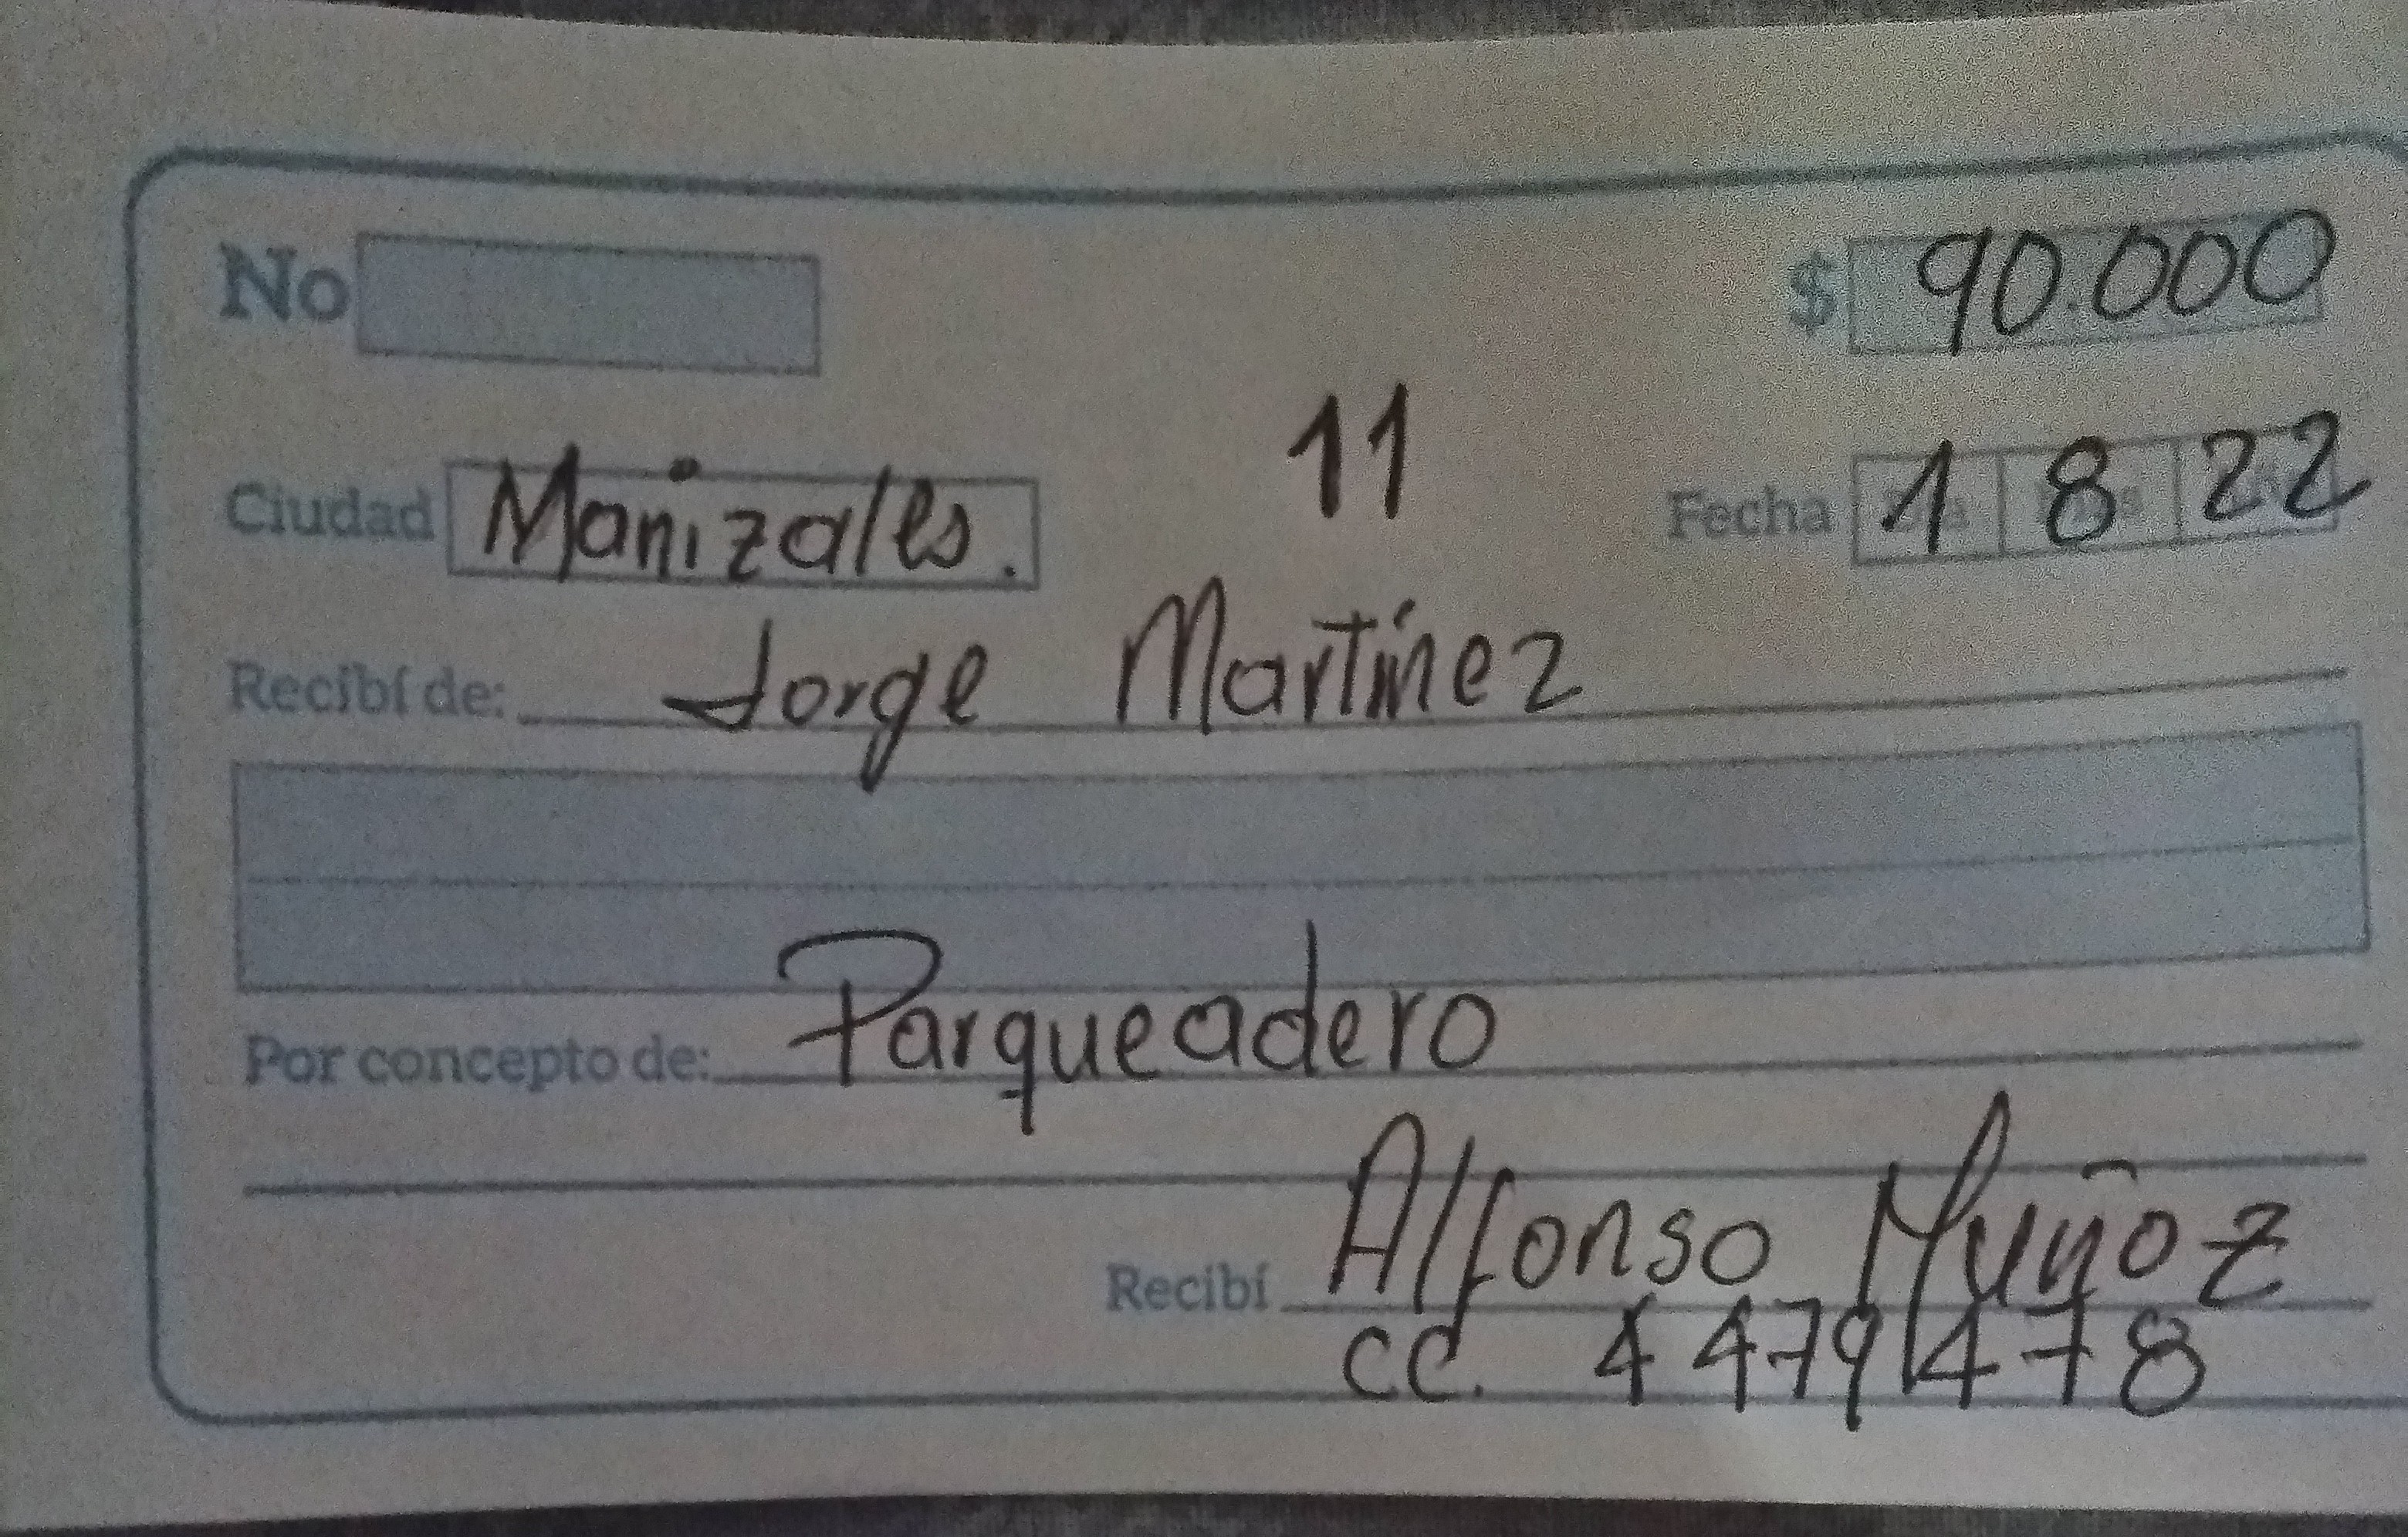 No $ 90.000
11
Ciudad Manizales. Fecha 1 8 22
Recibí de: Jorge Martínez
Por concepto de: Parqueadero
Recibí Alfonso Muñoz
CC. 4479478